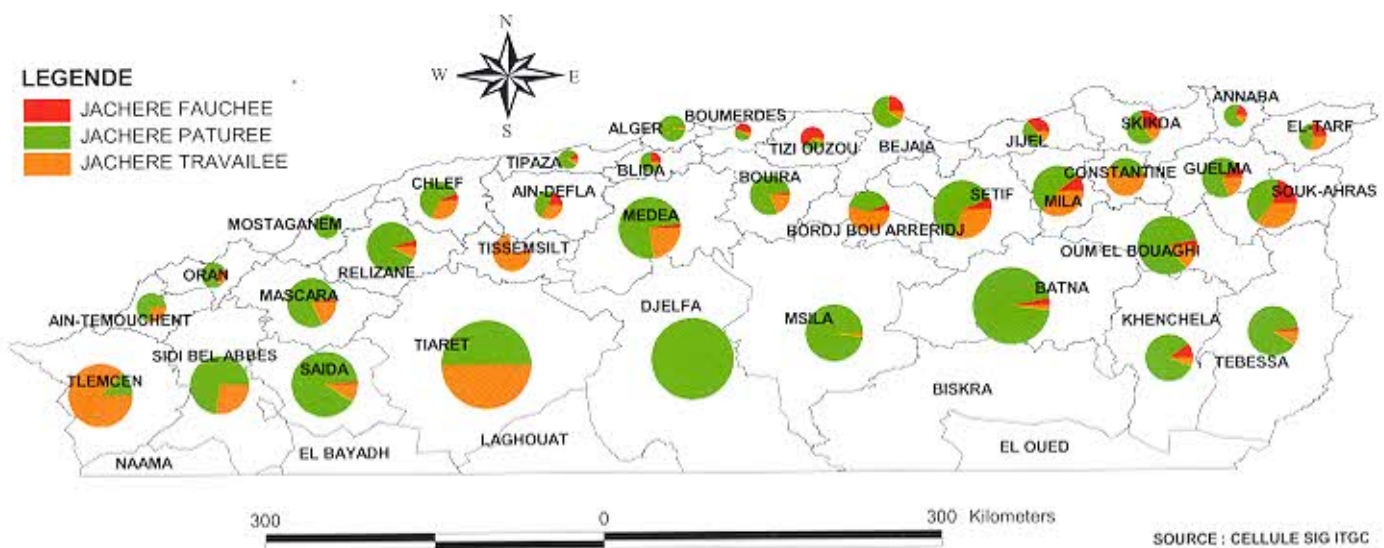 N
W E
S
LEGENDE
JACHERE FAUCHEE
JACHERE PATUREE
JACHERE TRAVAILEE
ANNABA
BOUMERDES
ALGER
SKIKDA
EL-TARF
JIJEL
TIZI OUZOU
BEJAIA
TIPAZA
BLIDA
CONSTANTINE
GUELMA
BOUIRA
CHLEF
AIN-DEFLA
SETIF
SOUK-AHRAS
MILA
MEDEA
MOSTAGANEM
BORDJ BOU ARRERIDJ
TISSEMSILT
OUM EL BOUAGHI
RELIZANE
ORAN
BATNA
MASCARA
DJELFA
MSILA
KHENCHELA
AIN-TEMOUCHENT
TIARET
SIDI BEL ABBES
TEBESSA
SAIDA
TLEMCEN
BISKRA
LAGHOUAT
EL OUED
EL BAYADH
NAAMA
300 0 300 Kilometers
SOURCE : CELLULE SIG ITGC